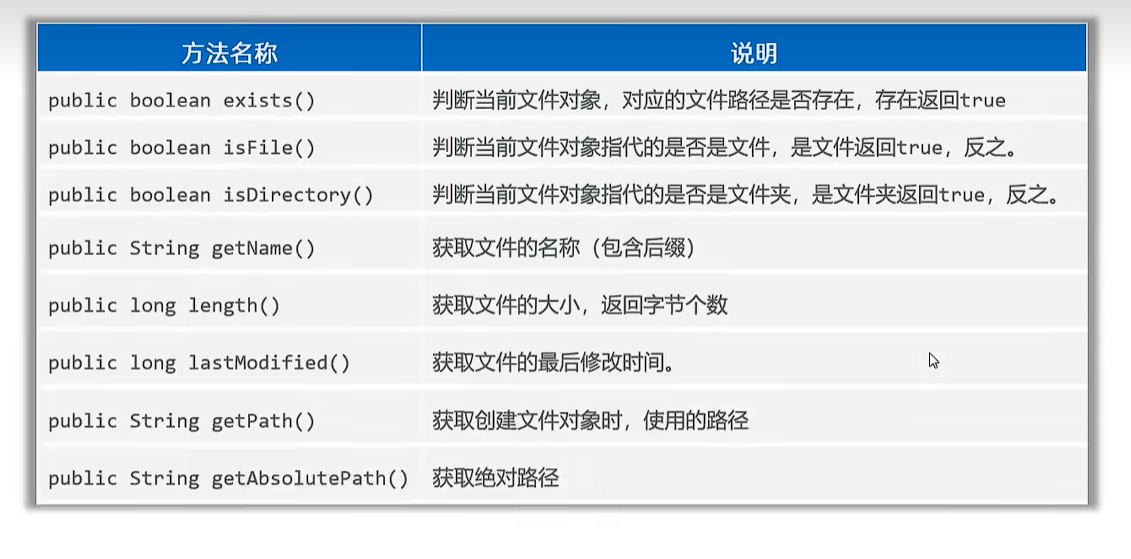 方法名称 说明
public boolean exists() 判断当前文件对象，对应的文件路径是否存在，存在返回true
public boolean isFile() 判断当前文件对象指代的是否是文件，是文件返回true，反之。
public boolean isDirectory() 判断当前文件对象指代的是否是文件夹，是文件夹返回true，反之。
public String getName() 获取文件的名称（包含后缀）
public long length() 获取文件的大小，返回字节个数
public long lastModified() 获取文件的最后修改时间。
public String getPath() 获取创建文件对象时，使用的路径
public String getAbsolutePath() 获取绝对路径